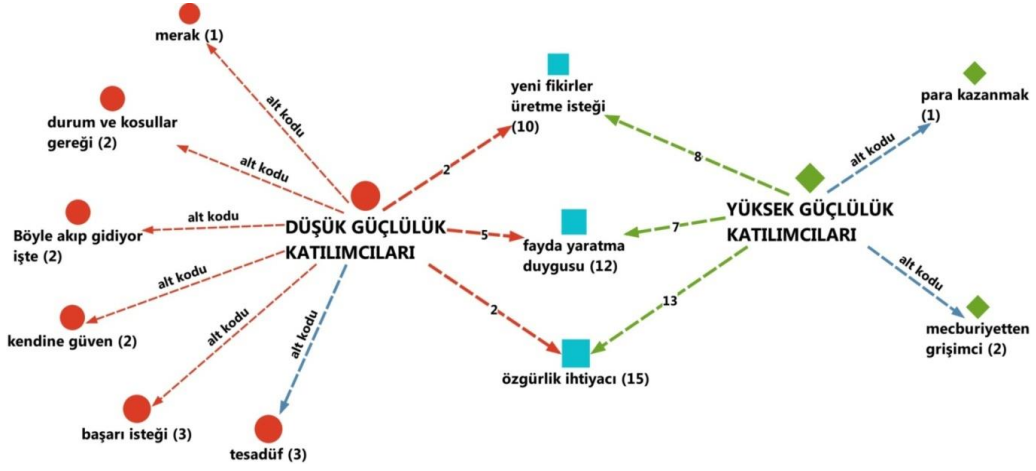 merak (1)
alt kodu
durum ve kosullar
gereği (2)
alt kodu
Böyle akıp gidiyor
işte (2)
alt kodu
kendine güven (2)
alt kodu
başarı isteği (3)
alt kodu
tesadüf (3)
alt kodu
DÜŞÜK GÜÇLÜLÜK
KATILIMCILARI
2
5
2
yeni fikirler
üretme isteği
(10)
fayda yaratma
duygusu (12)
özgürlik ihtiyacı (15)
8
7
13
YÜKSEK GÜÇLÜLÜK
KATILIMCILARI
alt kodu
para kazanmak
(1)
alt kodu
mecburiyetten
grişimci (2)